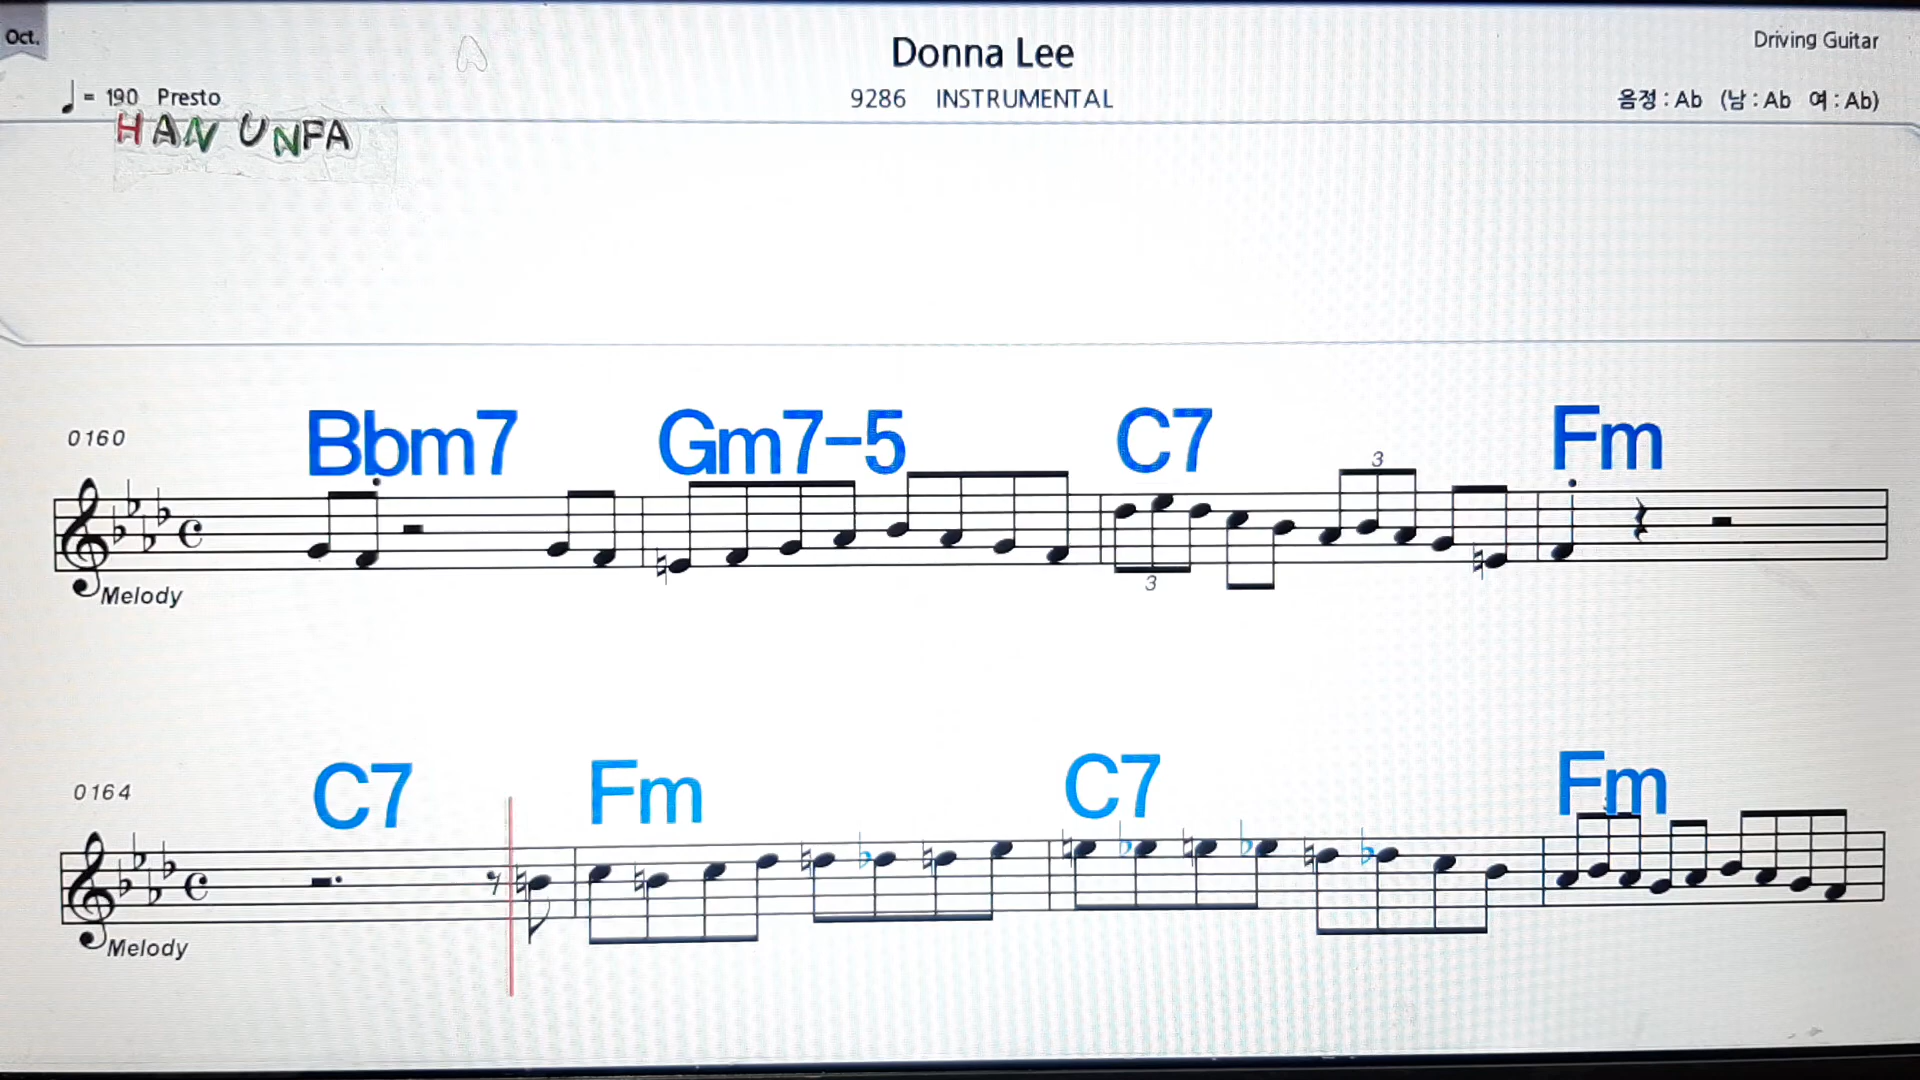 Oct.
Donna Lee
Driving Guitar
♩ = 190 Presto
9286 INSTRUMENTAL
음정 : Ab (남 : Ab 여 : Ab)
HAN UNFA
0160
Bbm7 Gm7-5 C7 Fm
3
3
Melody
0164
C7 Fm C7 Fm
Melody